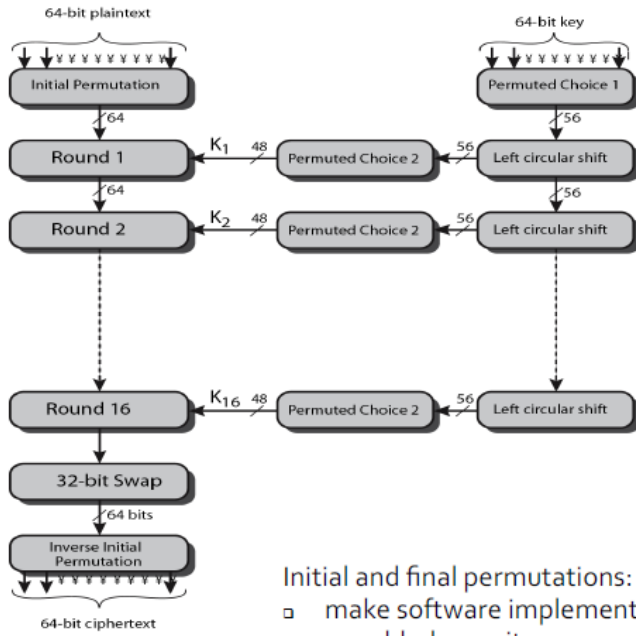 64-bit plaintext
64-bit key
Initial Permutation
Permuted Choice 1
64
56
Round 1
K1
48
Permuted Choice 2
56
Left circular shift
64
56
Round 2
K2
48
Permuted Choice 2
56
Left circular shift
Round 16
K16
48
Permuted Choice 2
56
Left circular shift
32-bit Swap
64 bits
Inverse Initial
Permutation
64-bit ciphertext
Initial and final permutations:
make software implement